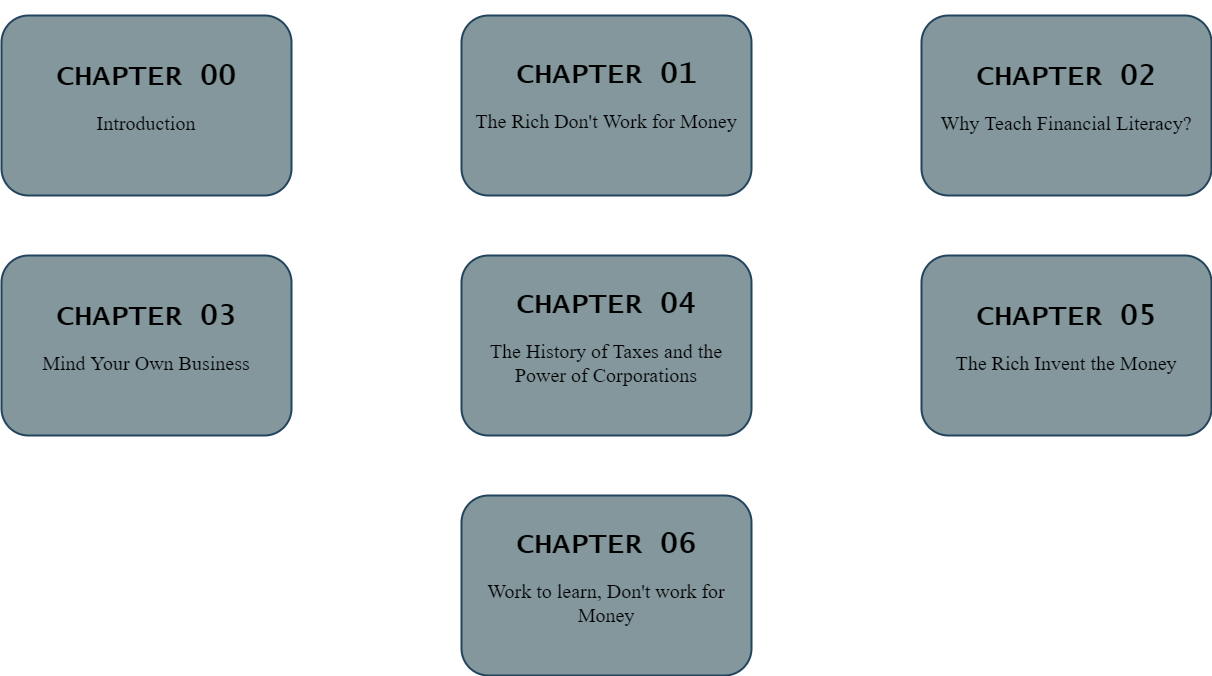 CHAPTER 00
Introduction
CHAPTER 01
The Rich Don't Work for Money
CHAPTER 02
Why Teach Financial Literacy?
CHAPTER 03
Mind Your Own Business
CHAPTER 04
The History of Taxes and the
Power of Corporations
CHAPTER 05
The Rich Invent the Money
CHAPTER 06
Work to learn, Don't work for
Money